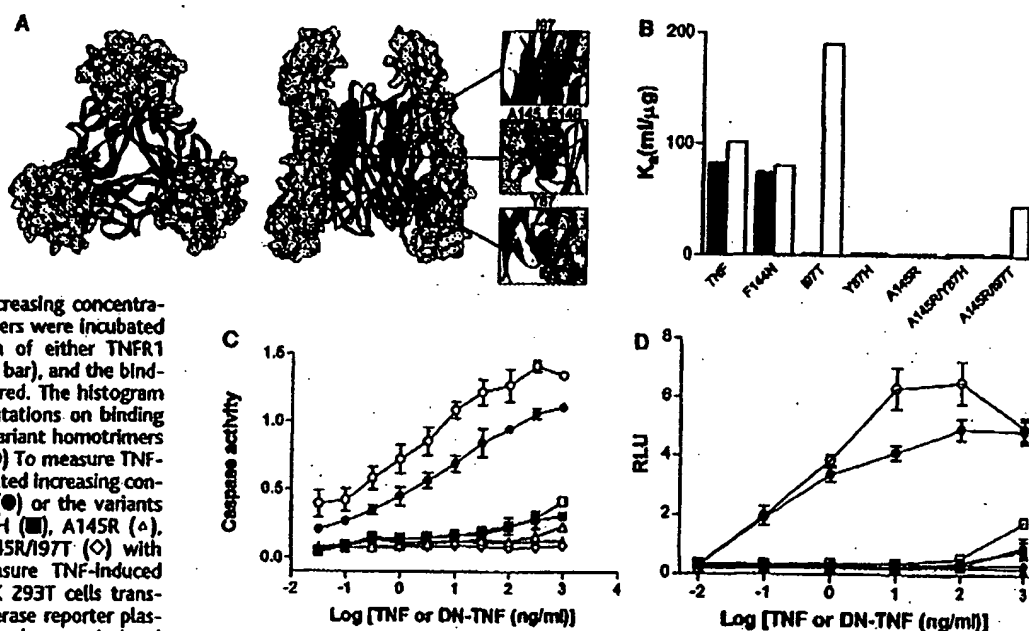 A
I97
A145 E146
Y87
B
200
100
0
Ka(ml/μg)
TNF
F144H
I97T
Y87H
A145R
A145R/Y87H
A145R/I97T
creasing concentra-
ers were incubated
of either TNFR1
bar), and the bind-
red. The histogram
utations on binding
variant homotrimers
) To measure TNF-
ted increasing con-
(●) or the variants
H (■), A145R (▵),
45R/I97T (◇) with
asure TNF-induced
K 293T cells trans-
erase reporter plas-
C
1.5
1.0
0.5
0.0
Caspase activity
-2 -1 0 1 2 3 4
Log [TNF or DN-TNF (ng/ml)]
D
8
6
4
2
0
RLU
-2 -1 0 1 2 3
Log [TNF or DN-TNF (ng/ml)]